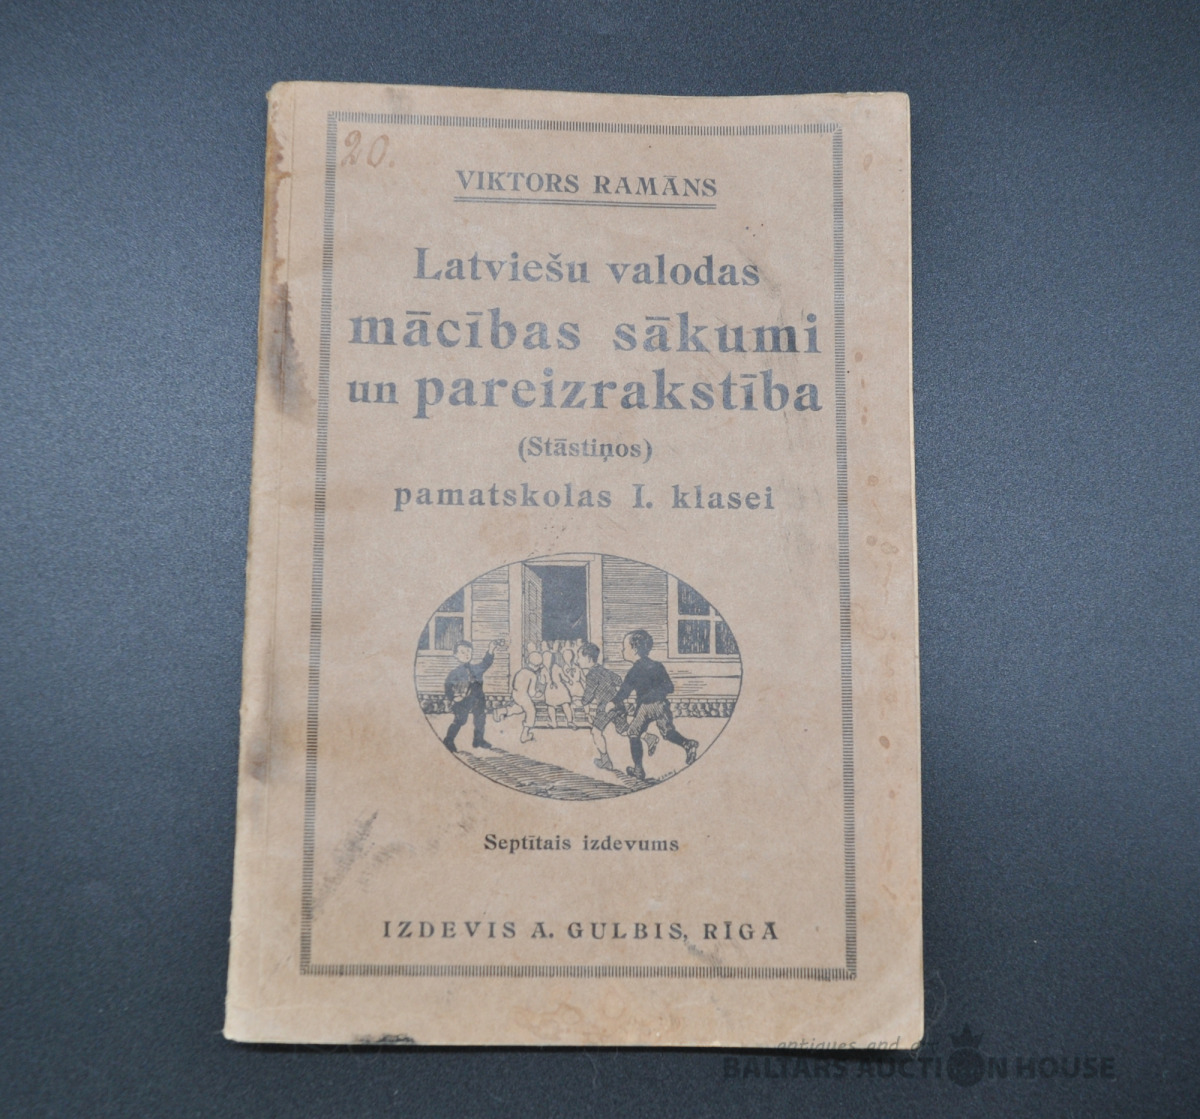 20.
VIKTORS RAMĀNS
Latviešu valodas
mācības sākumi
un pareizrakstība
(Stāstiņos)
pamatskolas I. klasei
Septītais izdevums
IZDEVIS A. GULBIS, RĪGĀ
antiques and art
BALTARS AUCTION HOUSE